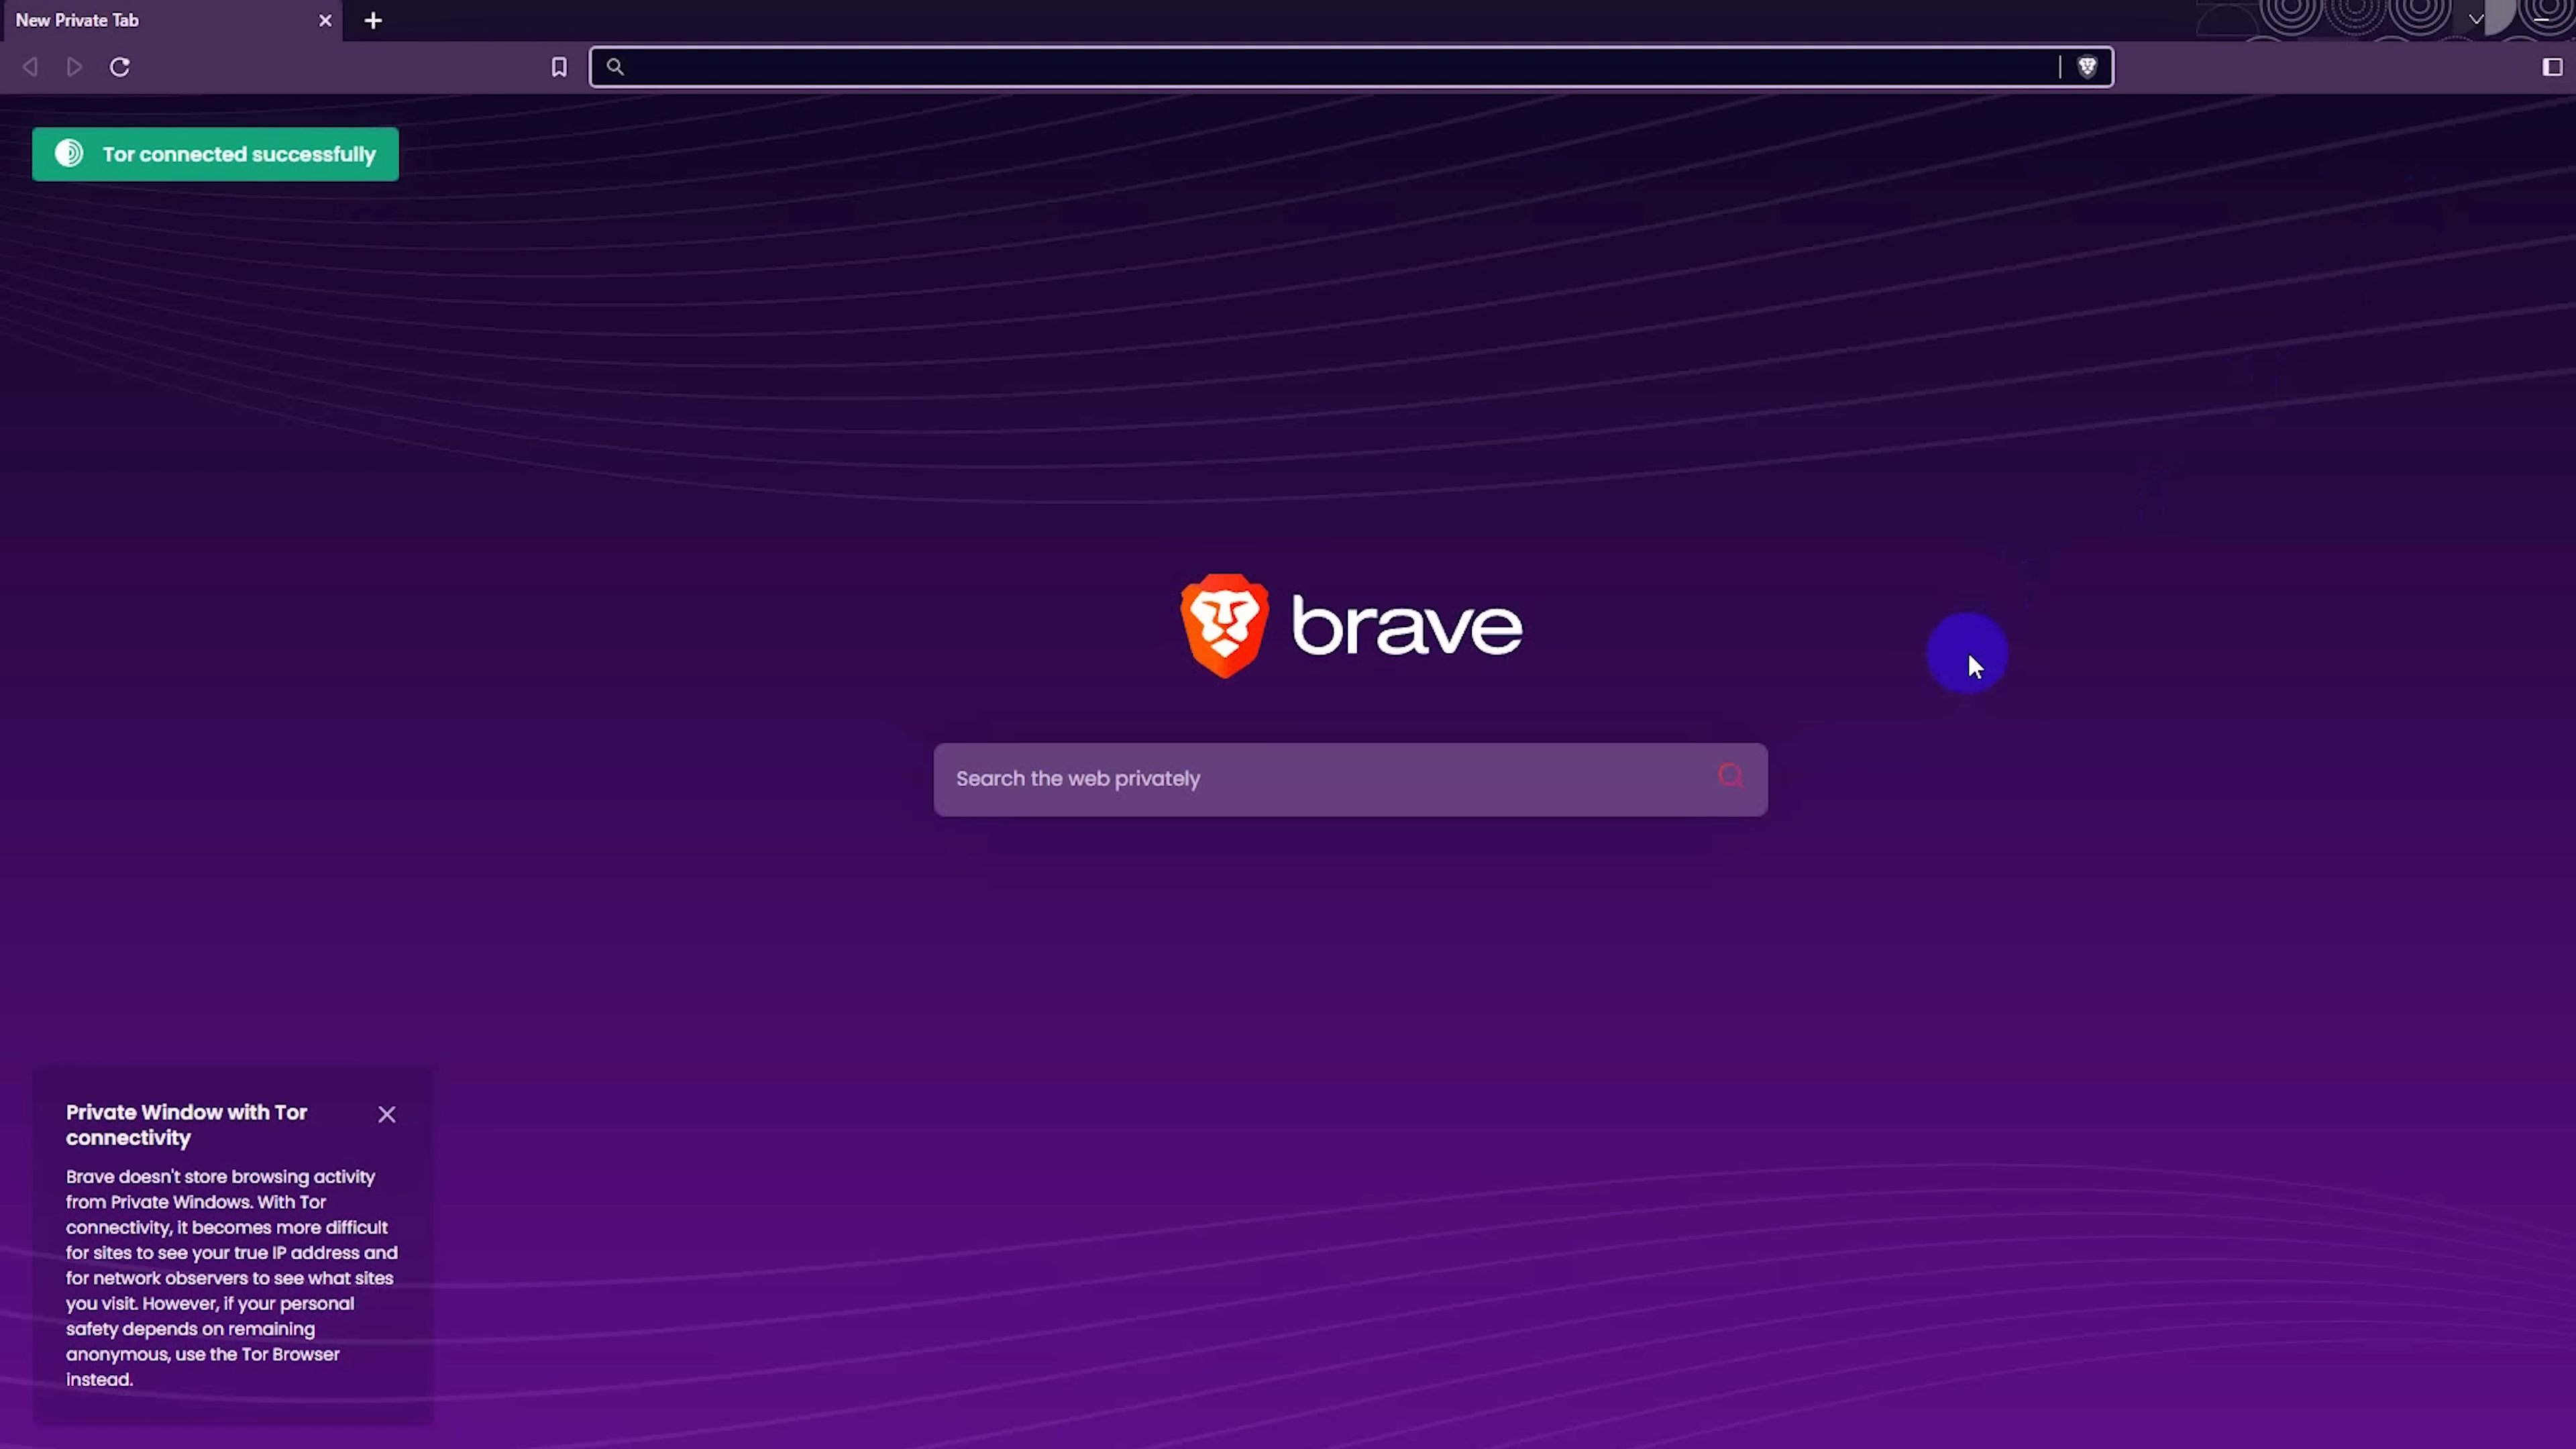 New Private Tab
Tor connected successfully
brave
Search the web privately
Private Window with Tor
connectivity
Brave doesn't store browsing activity
from Private Windows. With Tor
connectivity, it becomes more difficult
for sites to see your true IP address and
for network observers to see what sites
you visit. However, if your personal
safety depends on remaining
anonymous, use the Tor Browser
instead.